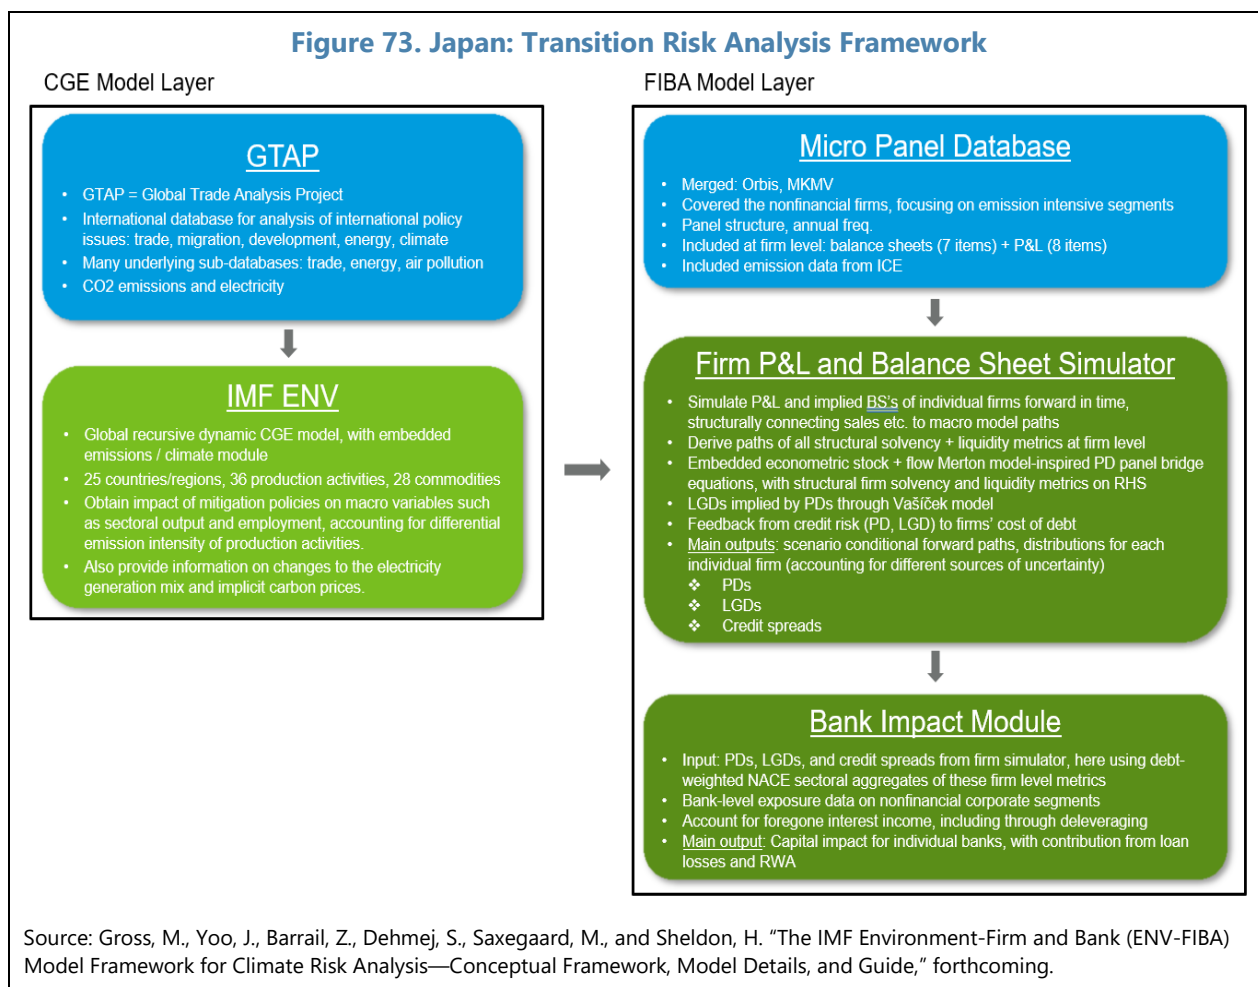 Figure 73. Japan: Transition Risk Analysis Framework
CGE Model Layer
GTAP
• GTAP = Global Trade Analysis Project
• International database for analysis of international policy
issues: trade, migration, development, energy, climate
• Many underlying sub-databases: trade, energy, air pollution
• CO2 emissions and electricity
IMF ENV
• Global recursive dynamic CGE model, with embedded
emissions / climate module
• 25 countries/regions, 36 production activities, 28 commodities
• Obtain impact of mitigation policies on macro variables such
as sectoral output and employment, accounting for differential
emission intensity of production activities.
• Also provide information on changes to the electricity
generation mix and implicit carbon prices.
FIBA Model Layer
Micro Panel Database
• Merged: Orbis, MKMV
• Covered the nonfinancial firms, focusing on emission intensive segments
• Panel structure, annual freq.
• Included at firm level: balance sheets (7 items) + P&L (8 items)
• Included emission data from ICE
Firm P&L and Balance Sheet Simulator
• Simulate P&L and implied BS's of individual firms forward in time,
structurally connecting sales etc. to macro model paths
• Derive paths of all structural solvency + liquidity metrics at firm level
• Embedded econometric stock + flow Merton model-inspired PD panel bridge
equations, with structural firm solvency and liquidity metrics on RHS
• LGDs implied by PDs through Vašíček model
• Feedback from credit risk (PD, LGD) to firms' cost of debt
• Main outputs: scenario conditional forward paths, distributions for each
individual firm (accounting for different sources of uncertainty)
❖ PDs
❖ LGDs
❖ Credit spreads
Bank Impact Module
• Input: PDs, LGDs, and credit spreads from firm simulator, here using debt-
weighted NACE sectoral aggregates of these firm level metrics
• Bank-level exposure data on nonfinancial corporate segments
• Account for foregone interest income, including through deleveraging
• Main output: Capital impact for individual banks, with contribution from loan
losses and RWA
Source: Gross, M., Yoo, J., Barrail, Z., Dehmej, S., Saxegaard, M., and Sheldon, H. “The IMF Environment-Firm and Bank (ENV-FIBA)
Model Framework for Climate Risk Analysis—Conceptual Framework, Model Details, and Guide,” forthcoming.